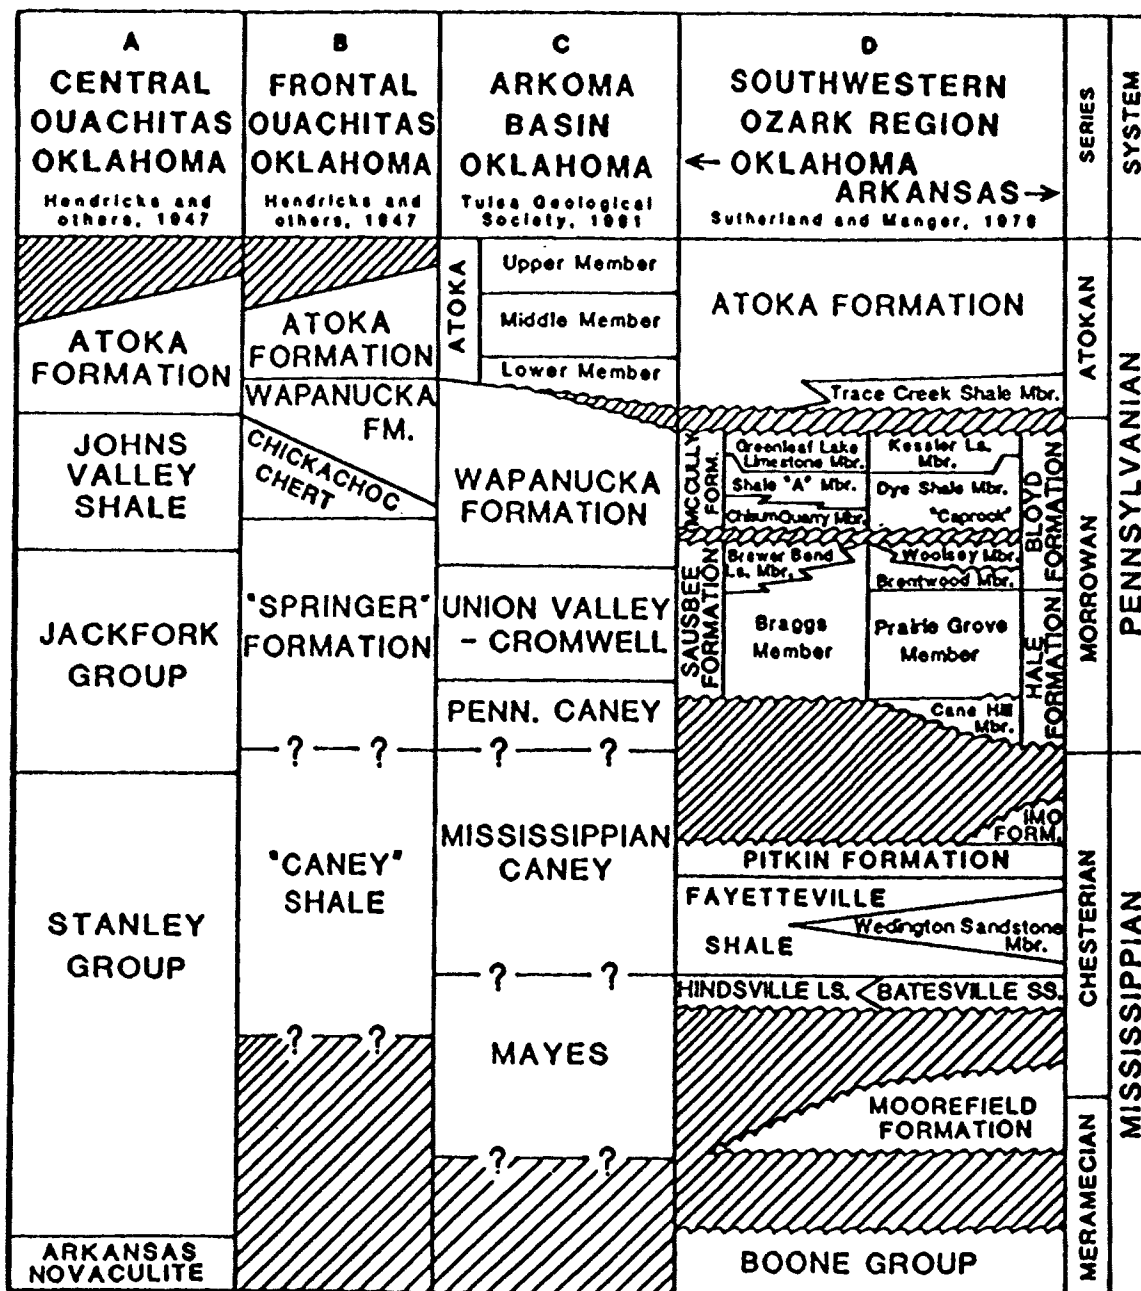 A
CENTRAL
OUACHITAS
OKLAHOMA
Hendricks and
others, 1947
B
FRONTAL
OUACHITAS
OKLAHOMA
Hendricks and
others, 1947
C
ARKOMA
BASIN
OKLAHOMA
Tulsa Geological
Society, 1961
D
SOUTHWESTERN
OZARK REGION
← OKLAHOMA
ARKANSAS →
Sutherland and Manger, 1979
SERIES
SYSTEM
ATOKA
FORMATION
JOHNS
VALLEY
SHALE
JACKFORK
GROUP
STANLEY
GROUP
ARKANSAS
NOVACULITE
ATOKA
FORMATION
WAPANUCKA
FM.
CHICKACHOC
CHERT
"SPRINGER"
FORMATION
? ?
"CANEY"
SHALE
? ?
ATOKA
Upper Member
Middle Member
Lower Member
WAPANUCKA
FORMATION
UNION VALLEY
- CROMWELL
PENN. CANEY
? ?
MISSISSIPPIAN
CANEY
? ?
MAYES
? ?
ATOKA FORMATION
Trace Creek Shale Mbr.
MCCULLY
FORM.
Greenleaf Lake
Limestone Mbr.
Shale "A" Mbr.
Chisum Quarry Mbr.
Kessler Ls.
Mbr.
Dye Shale Mbr.
"Caprock"
BLOYD
FORMATION
SAUSBEE
FORMATION
Brewer Bend
Ls. Mbr.
Braggs
Member
Woolsey Mbr.
Brentwood Mbr.
Prairie Grove
Member
Cane Hill
Mbr.
HALE
FORMATION
IMO
FORM.
PITKIN FORMATION
FAYETTEVILLE
SHALE
Wedington Sandstone
Mbr.
HINDSVILLE LS.
BATESVILLE SS.
MOOREFIELD
FORMATION
BOONE GROUP
ATOKAN
MORROWAN
CHESTERIAN
MERAMECIAN
PENNSYLVANIAN
MISSISSIPPIAN